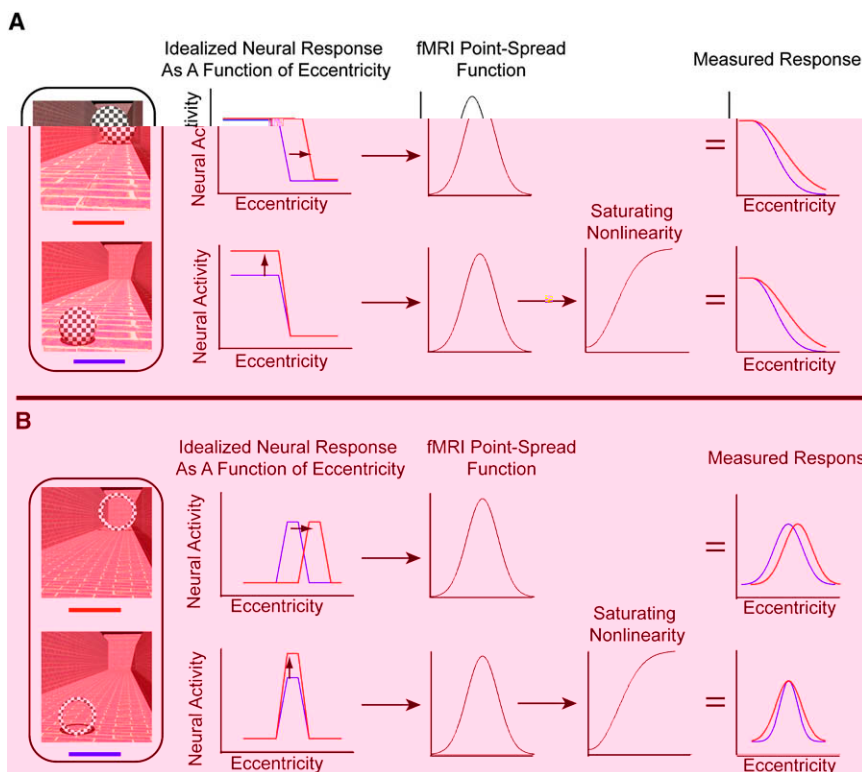 A
Idealized Neural Response
As A Function of Eccentricity
fMRI Point-Spread
Function
Measured Response
Neural Activity
Eccentricity
=
Eccentricity
Saturating
Nonlinearity
Neural Activity
Eccentricity
=
Eccentricity
B
Idealized Neural Response
As A Function of Eccentricity
fMRI Point-Spread
Function
Measured Respons
Neural Activity
Eccentricity
=
Eccentricity
Saturating
Nonlinearity
Neural Activity
Eccentricity
=
Eccentricity